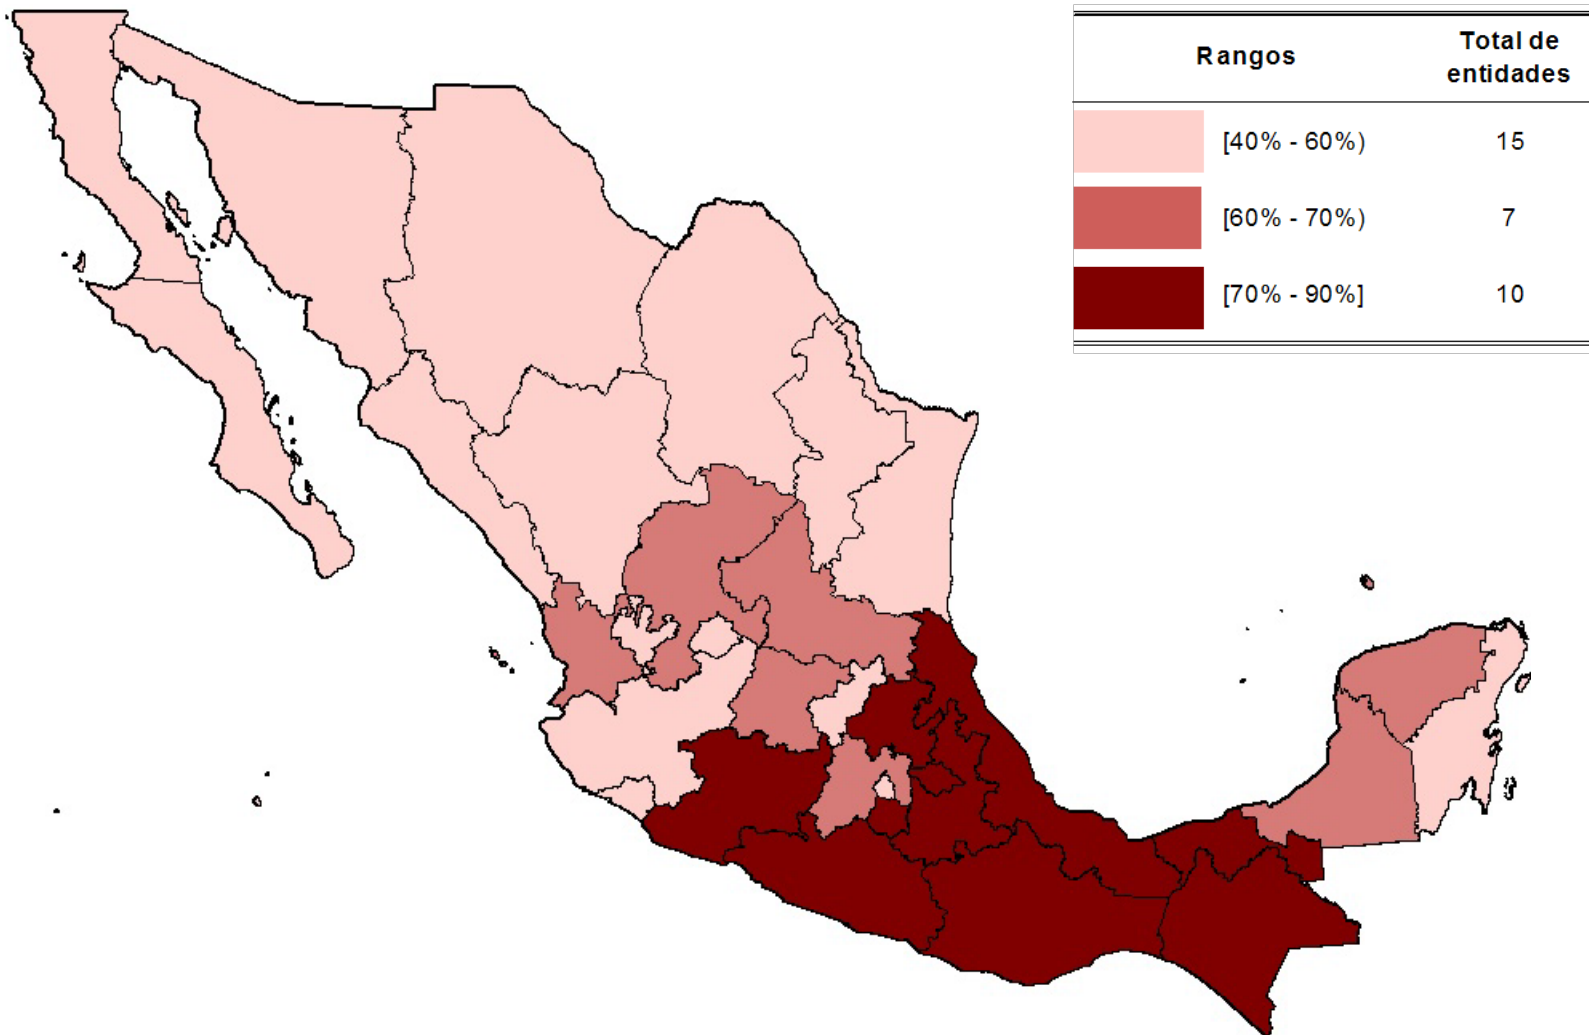 Rangos
Total de
entidades
[40% - 60%) 15
[60% - 70%) 7
[70% - 90%] 10